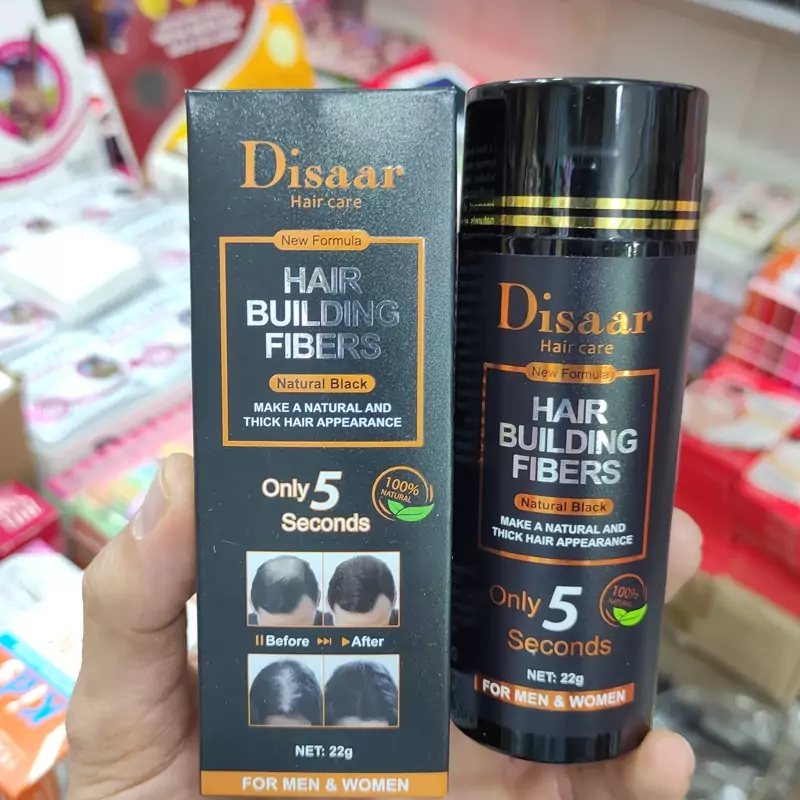 Disaar
Hair care
New Formula
HAIR
BUILDING
FIBERS
Natural Black
MAKE A NATURAL AND
THICK HAIR APPEARANCE
Only 5
Seconds
100%
NATURAL
Before
After
NET: 22g
FOR MEN & WOMEN
Disaar
Hair care
New Formula
HAIR
BUILDING
FIBERS
Natural Black
MAKE A NATURAL AND
THICK HAIR APPEARANCE
Only 5
Seconds
100%
NATURAL
NET: 22g
FOR MEN & WOMEN